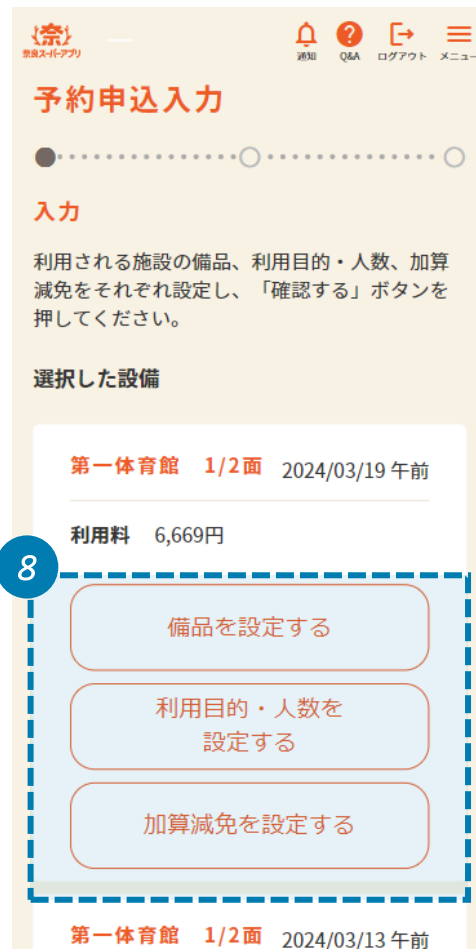 奈
奈良スーパーアプリ
通知 Q&A ログアウト メニュー
予約申込入力
入力
利用される施設の備品、利用目的・人数、加算
減免をそれぞれ設定し、「確認する」ボタンを
押してください。
選択した設備
第一体育館 1/2面 2024/03/19 午前
利用料 6,669円
8
備品を設定する
利用目的・人数を
設定する
加算減免を設定する
第一体育館 1/2面 2024/03/13 午前